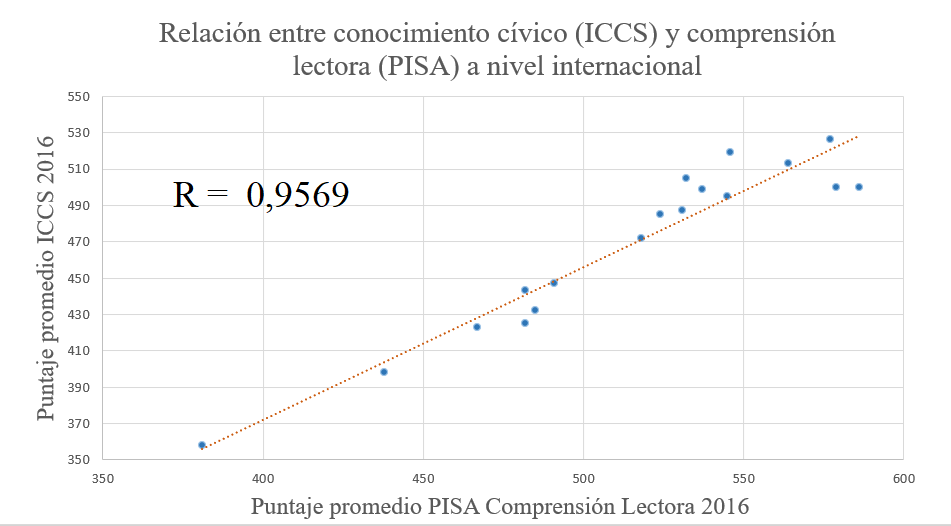 Relación entre conocimiento cívico (ICCS) y comprensión
lectora (PISA) a nivel internacional
Puntaje promedio ICCS 2016
550
530
510
490
470
450
430
410
390
370
350
R = 0,9569
350 400 450 500 550 600
Puntaje promedio PISA Comprensión Lectora 2016